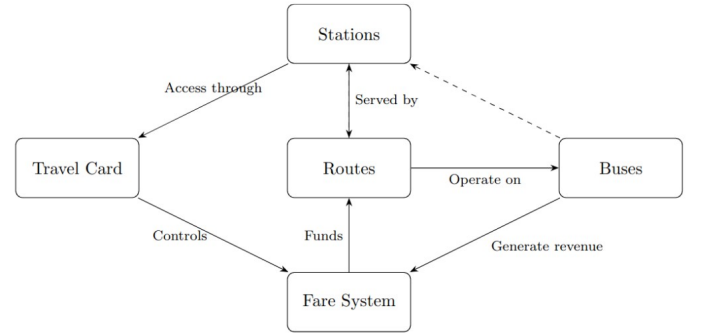 Stations
Access through
Served by
Travel Card
Routes
Operate on
Buses
Controls
Funds
Generate revenue
Fare System